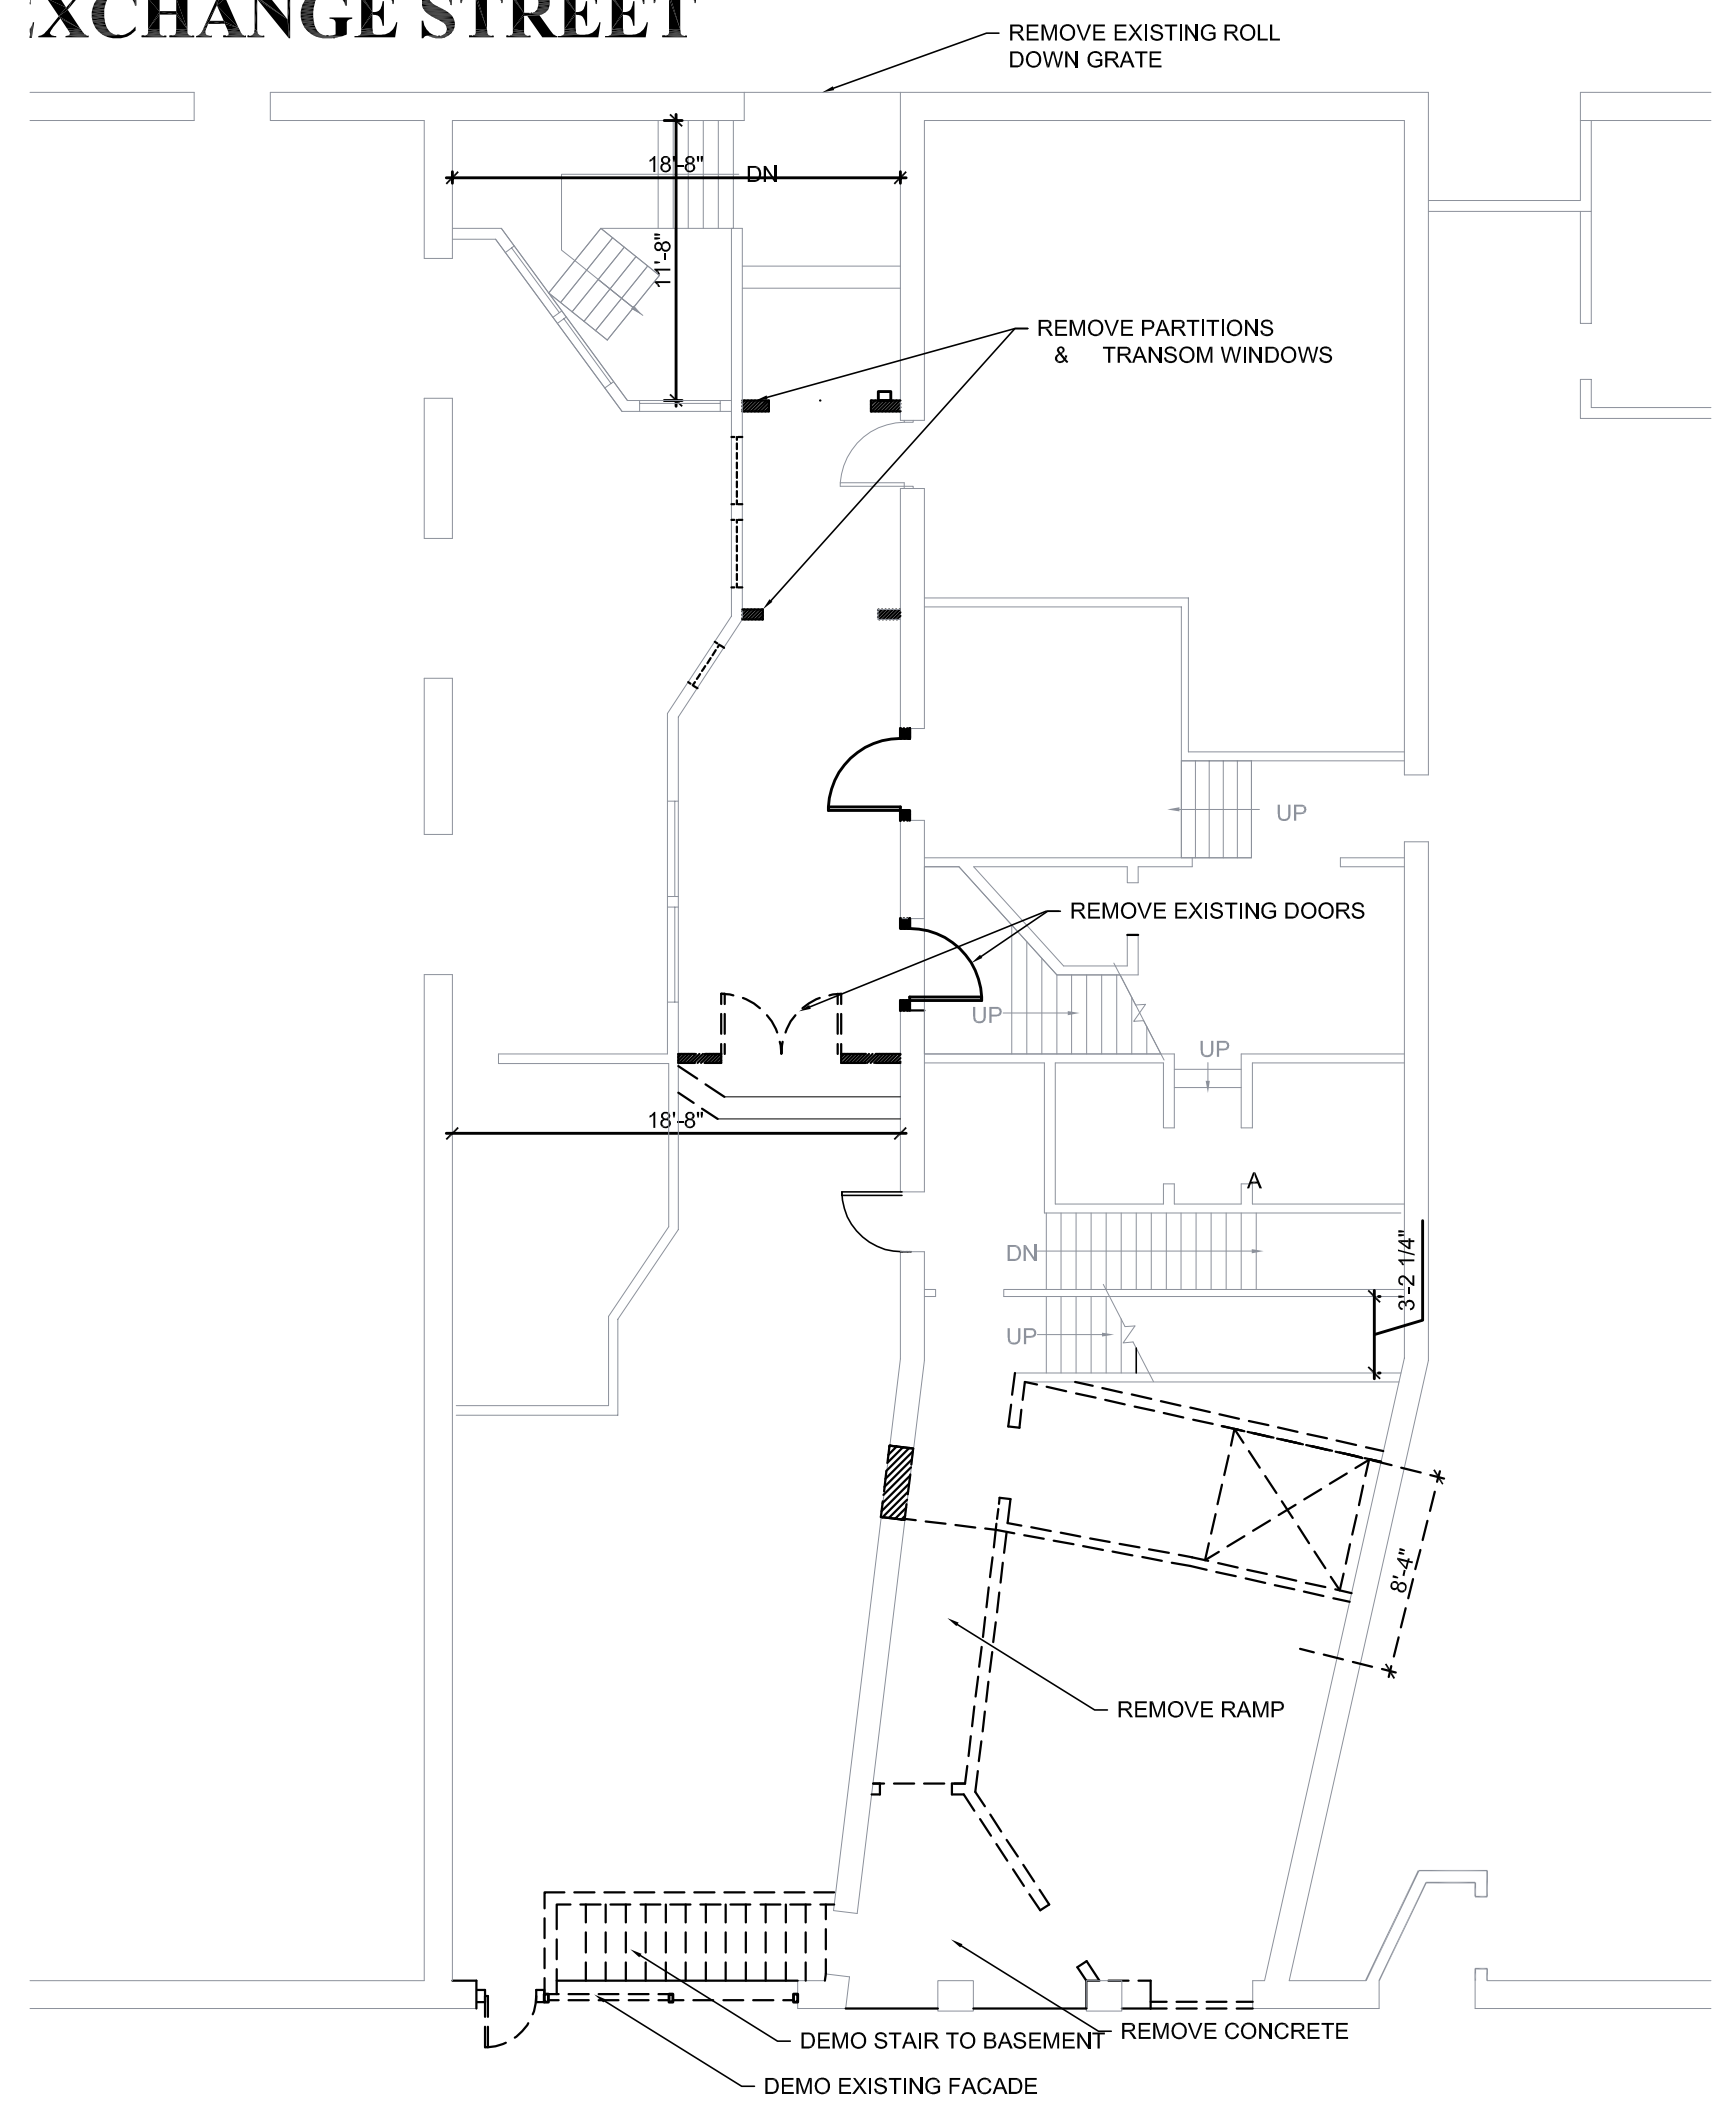 EXCHANGE STREET
REMOVE EXISTING ROLL
DOWN GRATE
18'-8"
DN
11'-8"
REMOVE PARTITIONS
& TRANSOM WINDOWS
UP
REMOVE EXISTING DOORS
UP
UP
18'-8"
A
DN
3'-2 1/4"
UP
8'-4"
REMOVE RAMP
REMOVE CONCRETE
DEMO STAIR TO BASEMENT
DEMO EXISTING FACADE